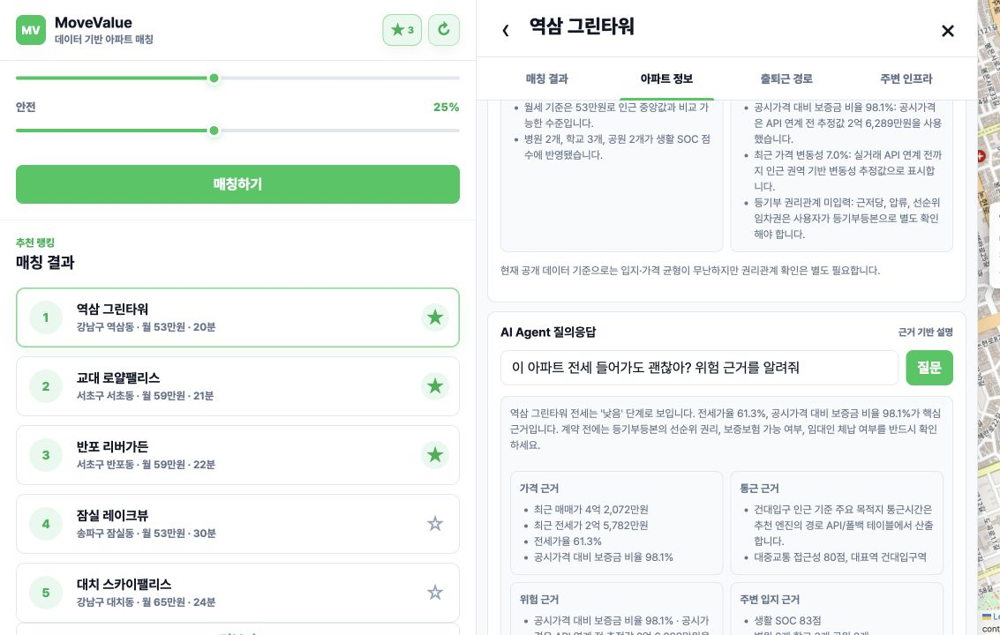 MV
MoveValue
데이터 기반 아파트 매칭
★ 3
안전
25%
매칭하기
추천 랭킹
매칭 결과
1
역삼 그린타워
강남구 역삼동 · 월 53만원 · 20분
2
교대 로얄팰리스
서초구 서초동 · 월 59만원 · 21분
3
반포 리버가든
서초구 반포동 · 월 59만원 · 22분
4
잠실 레이크뷰
송파구 잠실동 · 월 53만원 · 30분
5
대치 스카이팰리스
강남구 대치동 · 월 65만원 · 24분
역삼 그린타워
매칭 결과
아파트 정보
출퇴근 경로
주변 인프라
월세 기준은 53만원로 인근 중앙값과 비교 가
능한 수준입니다.
병원 2개, 학교 3개, 공원 2개가 생활 SOC 점
수에 반영됐습니다.
공시가격 대비 보증금 비율 98.1%: 공시가격
은 API 연계 전 추정값 2억 6,289만원을 사용
했습니다.
최근 가격 변동성 7.0%: 실거래 API 연계 전까
지 인근 권역 기반 변동성 추정값으로 표시합
니다.
등기부 권리관계 미입력: 근저당, 압류, 선순위
임차권은 사용자가 등기부등본으로 별도 확인
해야 합니다.
현재 공개 데이터 기준으로는 입지·가격 균형이 무난하지만 권리관계 확인은 별도 필요합니다.
AI Agent 질의응답
근거 기반 설명
이 아파트 전세 들어가도 괜찮아? 위험 근거를 알려줘
질문
역삼 그린타워 전세는 '낮음' 단계로 보입니다. 전세가율 61.3%, 공시가격 대비 보증금 비율 98.1%가 핵심
근거입니다. 계약 전에는 등기부등본의 선순위 권리, 보증보험 가능 여부, 임대인 체납 여부를 반드시 확인
하세요.
가격 근거
최근 매매가 4억 2,072만원
최근 전세가 2억 5,782만원
전세가율 61.3%
공시가격 대비 보증금 비율 98.1%
통근 근거
건대입구 인근 기준 주요 목적지 통근시간은
추천 엔진의 경로 API/폴백 테이블에서 산출
합니다.
대중교통 접근성 80점, 대표역 건대입구역
위험 근거
공시가격 대비 보증금 비율 98.1% · 공시가
주변 입지 근거
생활 SOC 83점